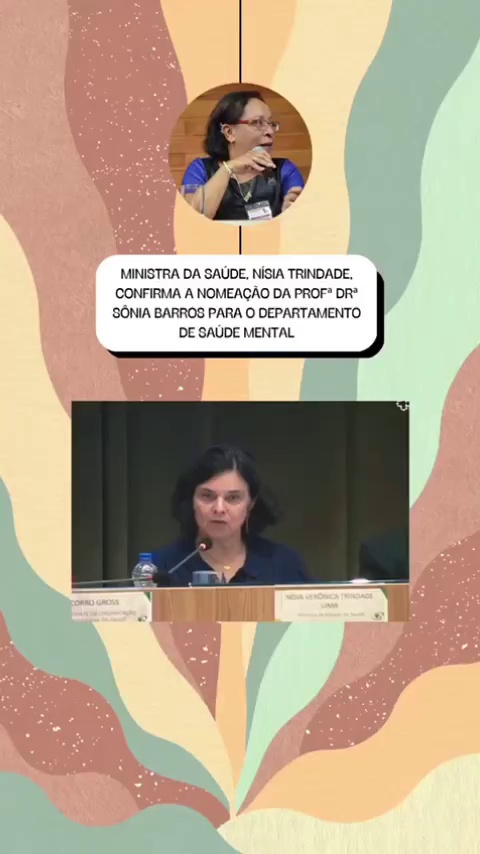 MINISTRA DA SAÚDE, NÍSIA TRINDADE,
CONFIRMA A NOMEAÇÃO DA PROFª DRª
SÔNIA BARROS PARA O DEPARTAMENTO
DE SAÚDE MENTAL
CORRO GROSS
NÍSIA VERÔNICA TRINDADE
LIMA